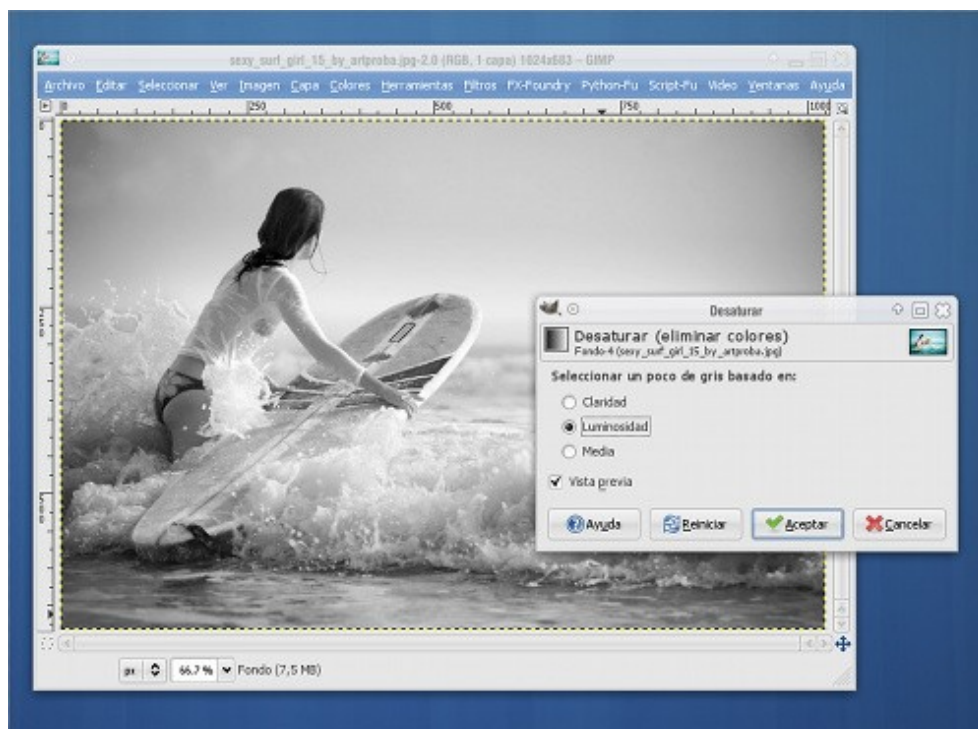 sexy_surf_girl_15_by_artproba.jpg-2.0 (RGB, 1 capa) 1024x683 - GIMP
Archivo Editar Seleccionar Ver Imagen Capa Colores Herramientas Filtros FX-Foundry Python-Fu Script-Fu Video Ventanas Ayuda
0 250 500 750 1000
Desaturar
Desaturar (eliminar colores)
Fondo-4 (sexy_surf_girl_15_by_artproba.jpg)
Seleccionar un poco de gris basado en:
Claridad
Luminosidad
Media
Vista previa
Ayuda Reiniciar Aceptar Cancelar
px 66.7 % Fondo (7,5 MB)